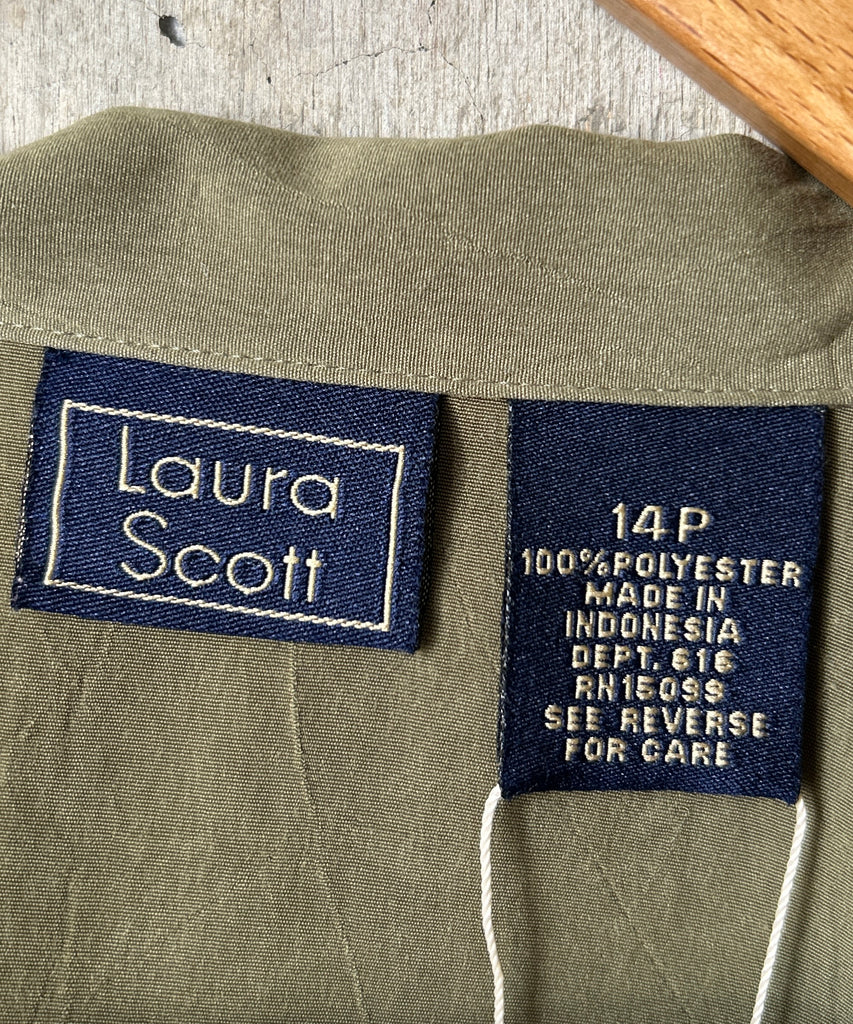 Laura
Scott
14P
100%POLYESTER
MADE IN
INDONESIA
DEPT. 616
RN15099
SEE REVERSE
FOR CARE